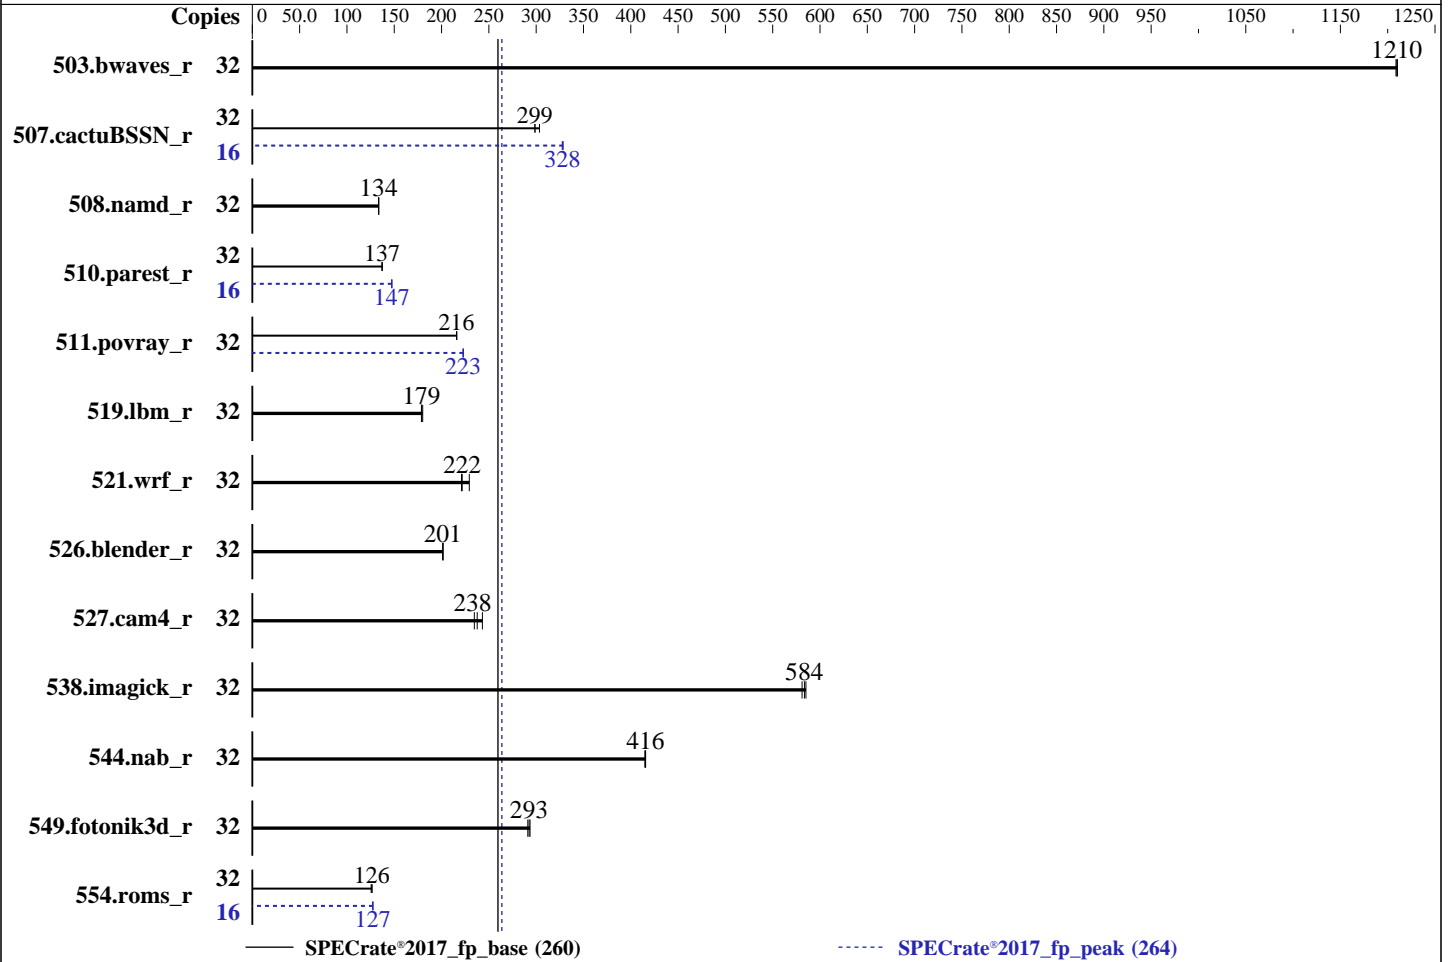 Copies 0 50.0 100 150 200 250 300 350 400 450 500 550 600 650 700 750 800 850 900 950 1050 1150 1250
503.bwaves_r 32 1210
507.cactuBSSN_r 32 299
16 328
508.namd_r 32 134
510.parest_r 32 137
16 147
511.povray_r 32 216
223
519.lbm_r 32 179
521.wrf_r 32 222
526.blender_r 32 201
527.cam4_r 32 238
538.imagick_r 32 584
544.nab_r 32 416
549.fotonik3d_r 32 293
554.roms_r 32 126
16 127
SPECrate®2017_fp_base (260) SPECrate®2017_fp_peak (264)